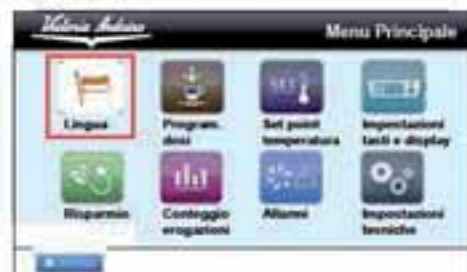 Victoria Arduino
Menu Principale
Lingua
Program.
dosi
Set point
temperatura
Impostazioni
tasti e display
Risparmio
Conteggio
erogazioni
Allarmi
Impostazioni
tecniche